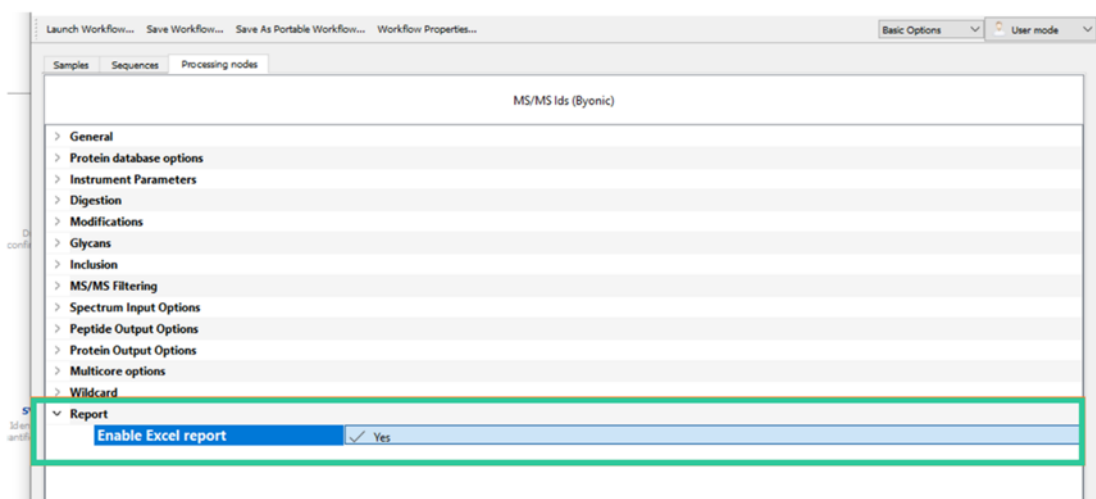 Launch Workflow... Save Workflow... Save As Portable Workflow... Workflow Properties... Basic Options User mode
Samples Sequences Processing nodes
MS/MS Ids (Byonic)
General
Protein database options
Instrument Parameters
Digestion
Modifications
Glycans
Inclusion
MS/MS Filtering
Spectrum Input Options
Peptide Output Options
Protein Output Options
Multicore options
Wildcard
Report
Enable Excel report Yes